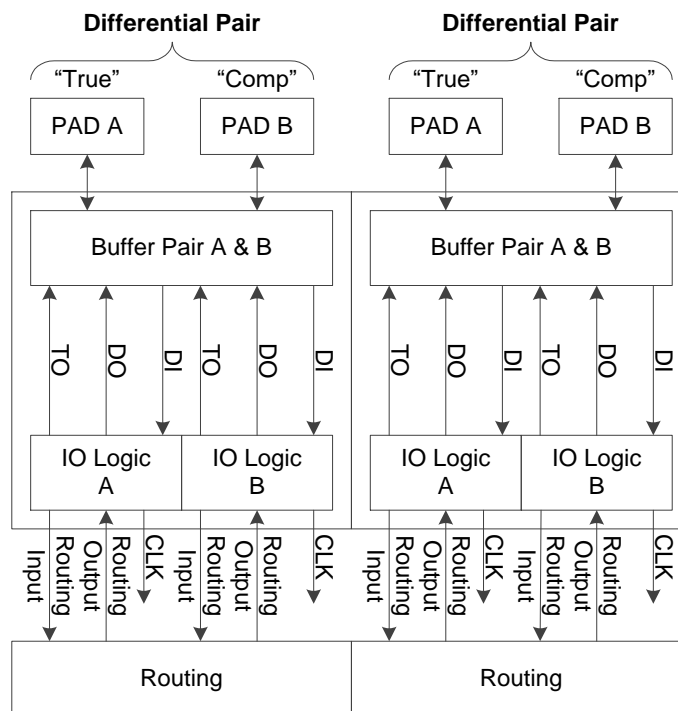 Differential Pair Differential Pair
“True” “Comp” “True” “Comp”
PAD A PAD B PAD A PAD B
Buffer Pair A & B Buffer Pair A & B
TO DO DI TO DO DI TO DO DI TO DO DI
IO Logic A IO Logic B IO Logic A IO Logic B
Routing Input
Routing Output
CLK
Routing Input
Routing Output
CLK
Routing Input
Routing Output
CLK
Routing Input
Routing Output
CLK
Routing Routing